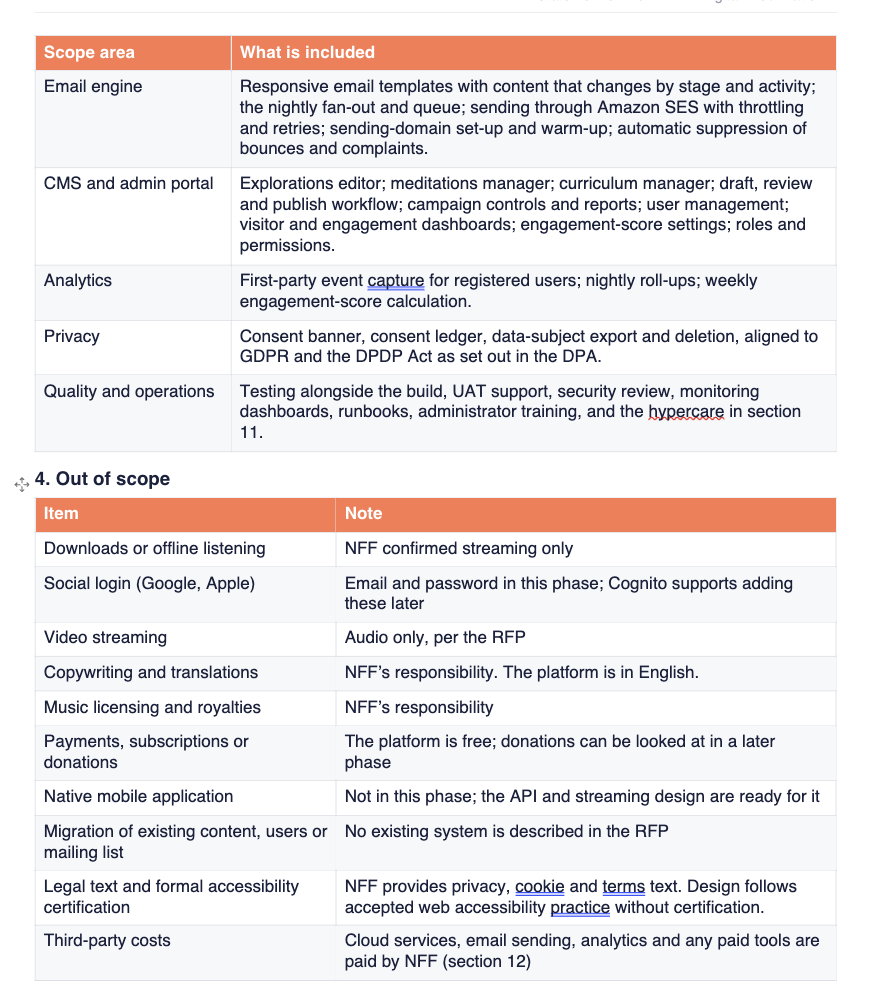 Scope area What is included
Email engine Responsive email templates with content that changes by stage and activity;
the nightly fan-out and queue; sending through Amazon SES with throttling
and retries; sending-domain set-up and warm-up; automatic suppression of
bounces and complaints.
CMS and admin portal Explorations editor; meditations manager; curriculum manager; draft, review
and publish workflow; campaign controls and reports; user management;
visitor and engagement dashboards; engagement-score settings; roles and
permissions.
Analytics First-party event capture for registered users; nightly roll-ups; weekly
engagement-score calculation.
Privacy Consent banner, consent ledger, data-subject export and deletion, aligned to
GDPR and the DPDP Act as set out in the DPA.
Quality and operations Testing alongside the build, UAT support, security review, monitoring
dashboards, runbooks, administrator training, and the hypercare in section
11.
4. Out of scope
Item Note
Downloads or offline listening NFF confirmed streaming only
Social login (Google, Apple) Email and password in this phase; Cognito supports adding
these later
Video streaming Audio only, per the RFP
Copywriting and translations NFF’s responsibility. The platform is in English.
Music licensing and royalties NFF’s responsibility
Payments, subscriptions or The platform is free; donations can be looked at in a later
donations phase
Native mobile application Not in this phase; the API and streaming design are ready for it
Migration of existing content, users or No existing system is described in the RFP
mailing list
Legal text and formal accessibility NFF provides privacy, cookie and terms text. Design follows
certification accepted web accessibility practice without certification.
Third-party costs Cloud services, email sending, analytics and any paid tools are
paid by NFF (section 12)